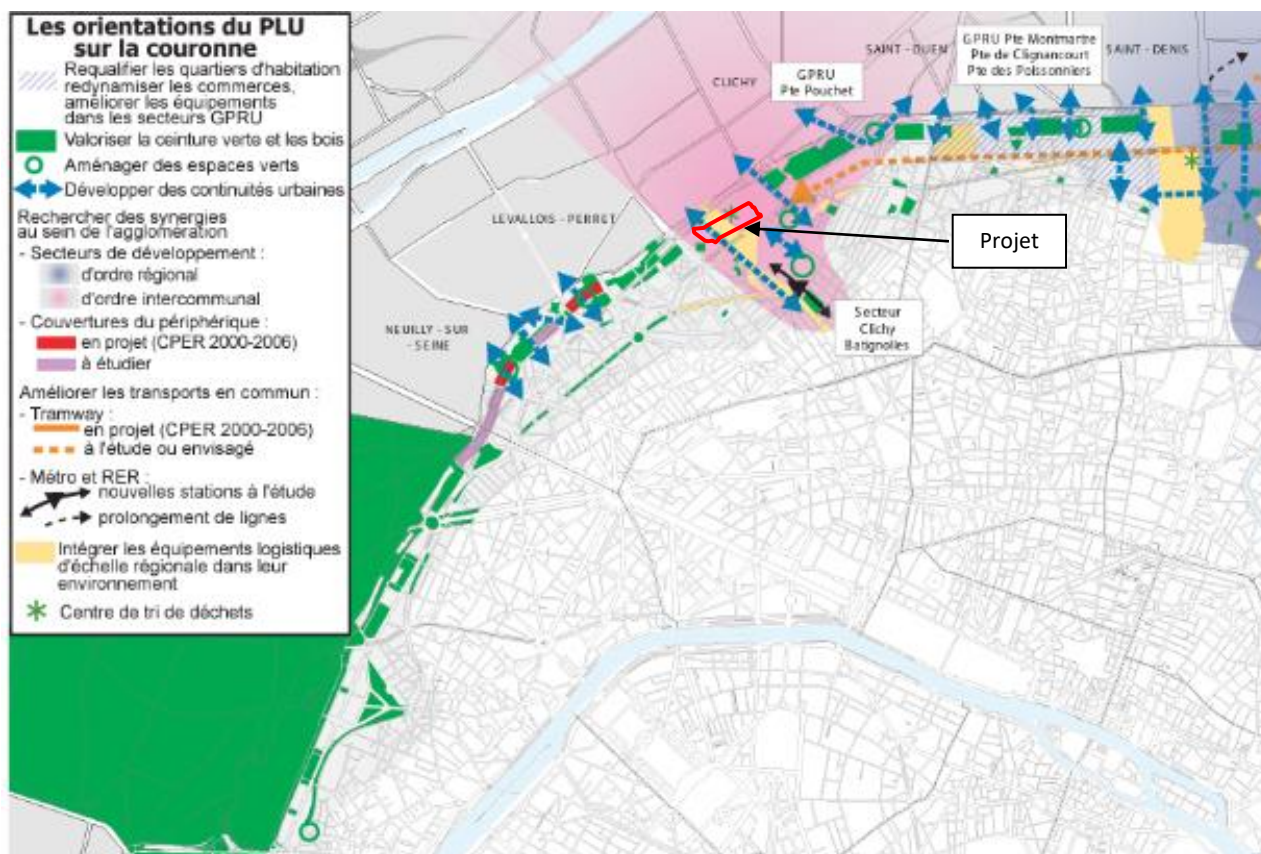 Les orientations du PLU
sur la couronne
Requalifier les quartiers d'habitation
redynamiser les commerces,
améliorer les équipements
dans les secteurs GPRU
Valoriser la ceinture verte et les bois
Aménager des espaces verts
Développer des continuités urbaines
Rechercher des synergies
au sein de l'agglomération
- Secteurs de développement :
d'ordre régional
d'ordre intercommunal
- Couvertures du périphérique :
en projet (CPER 2000-2006)
à étudier
Améliorer les transports en commun :
- Tramway :
en projet (CPER 2000-2006)
à l'étude ou envisagé
- Métro et RER :
nouvelles stations à l'étude
prolongement de lignes
Intégrer les équipements logistiques
d'échelle régionale dans leur
environnement
Centre de tri de déchets
SAINT - OUEN
GPRU Pte Montmartre
Pte de Clignancourt
Pte des Poissonniers
SAINT - DENIS
CLICHY
GPRU
Pte Pouchet
LEVALLOIS - PERRET
Projet
NEUILLY - SUR
- SEINE
Secteur
Clichy
Batignolles